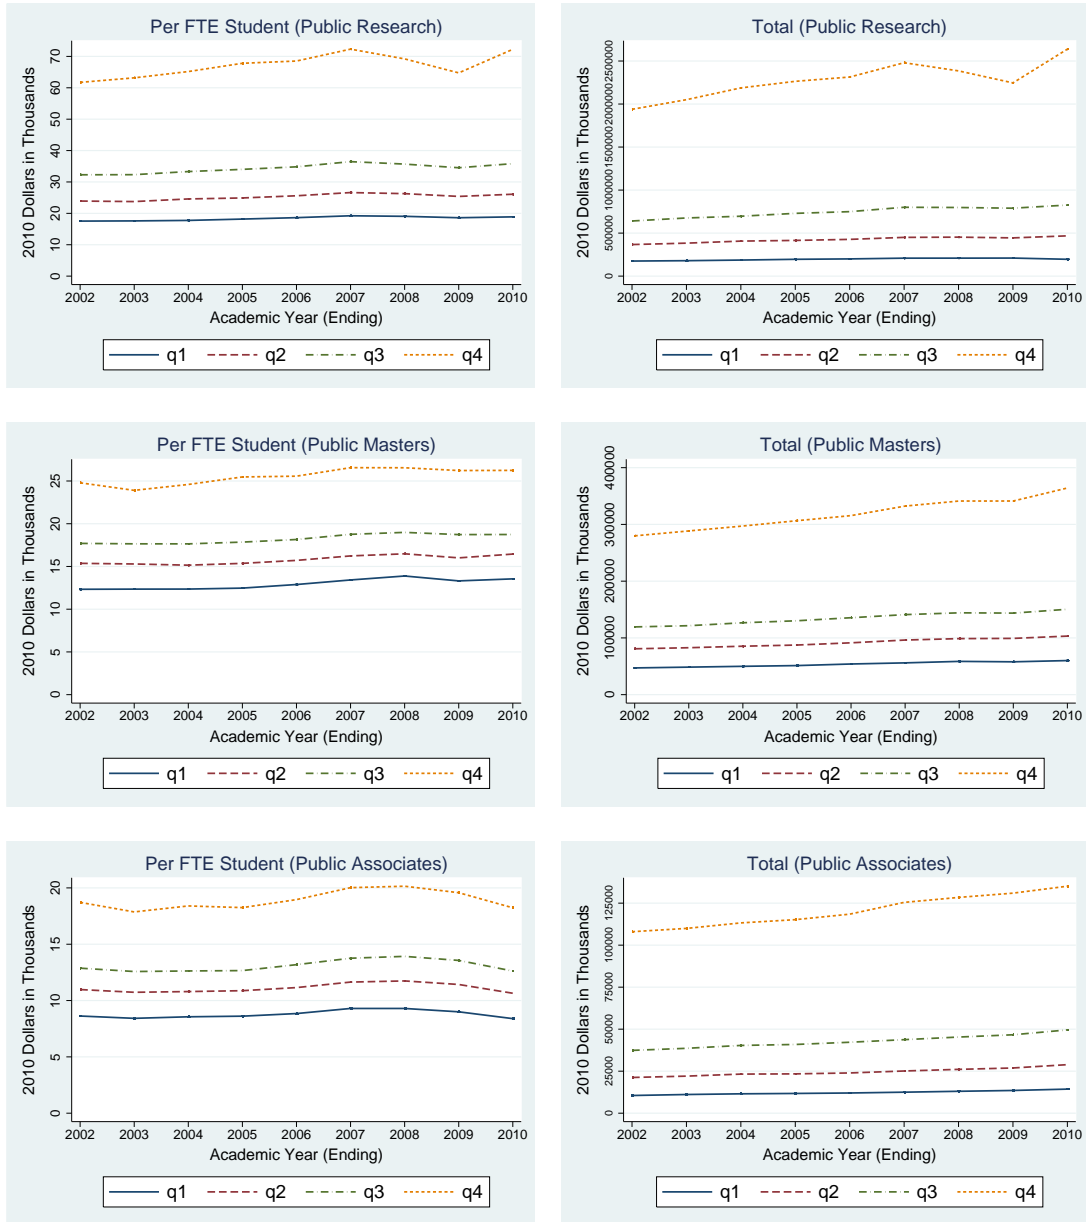 Per FTE Student (Public Research)
2010 Dollars in Thousands
70
60
50
40
30
20
10
0
2002 2003 2004 2005 2006 2007 2008 2009 2010
Academic Year (Ending)
q1 q2 q3 q4
Total (Public Research)
2010 Dollars in Thousands
2500000
2000000
1500000
1000000
500000
0
2002 2003 2004 2005 2006 2007 2008 2009 2010
Academic Year (Ending)
q1 q2 q3 q4
Per FTE Student (Public Masters)
2010 Dollars in Thousands
25
20
15
10
5
0
2002 2003 2004 2005 2006 2007 2008 2009 2010
Academic Year (Ending)
q1 q2 q3 q4
Total (Public Masters)
2010 Dollars in Thousands
400000
300000
200000
100000
0
2002 2003 2004 2005 2006 2007 2008 2009 2010
Academic Year (Ending)
q1 q2 q3 q4
Per FTE Student (Public Associates)
2010 Dollars in Thousands
20
15
10
5
0
2002 2003 2004 2005 2006 2007 2008 2009 2010
Academic Year (Ending)
q1 q2 q3 q4
Total (Public Associates)
2010 Dollars in Thousands
125000
100000
75000
50000
25000
0
2002 2003 2004 2005 2006 2007 2008 2009 2010
Academic Year (Ending)
q1 q2 q3 q4